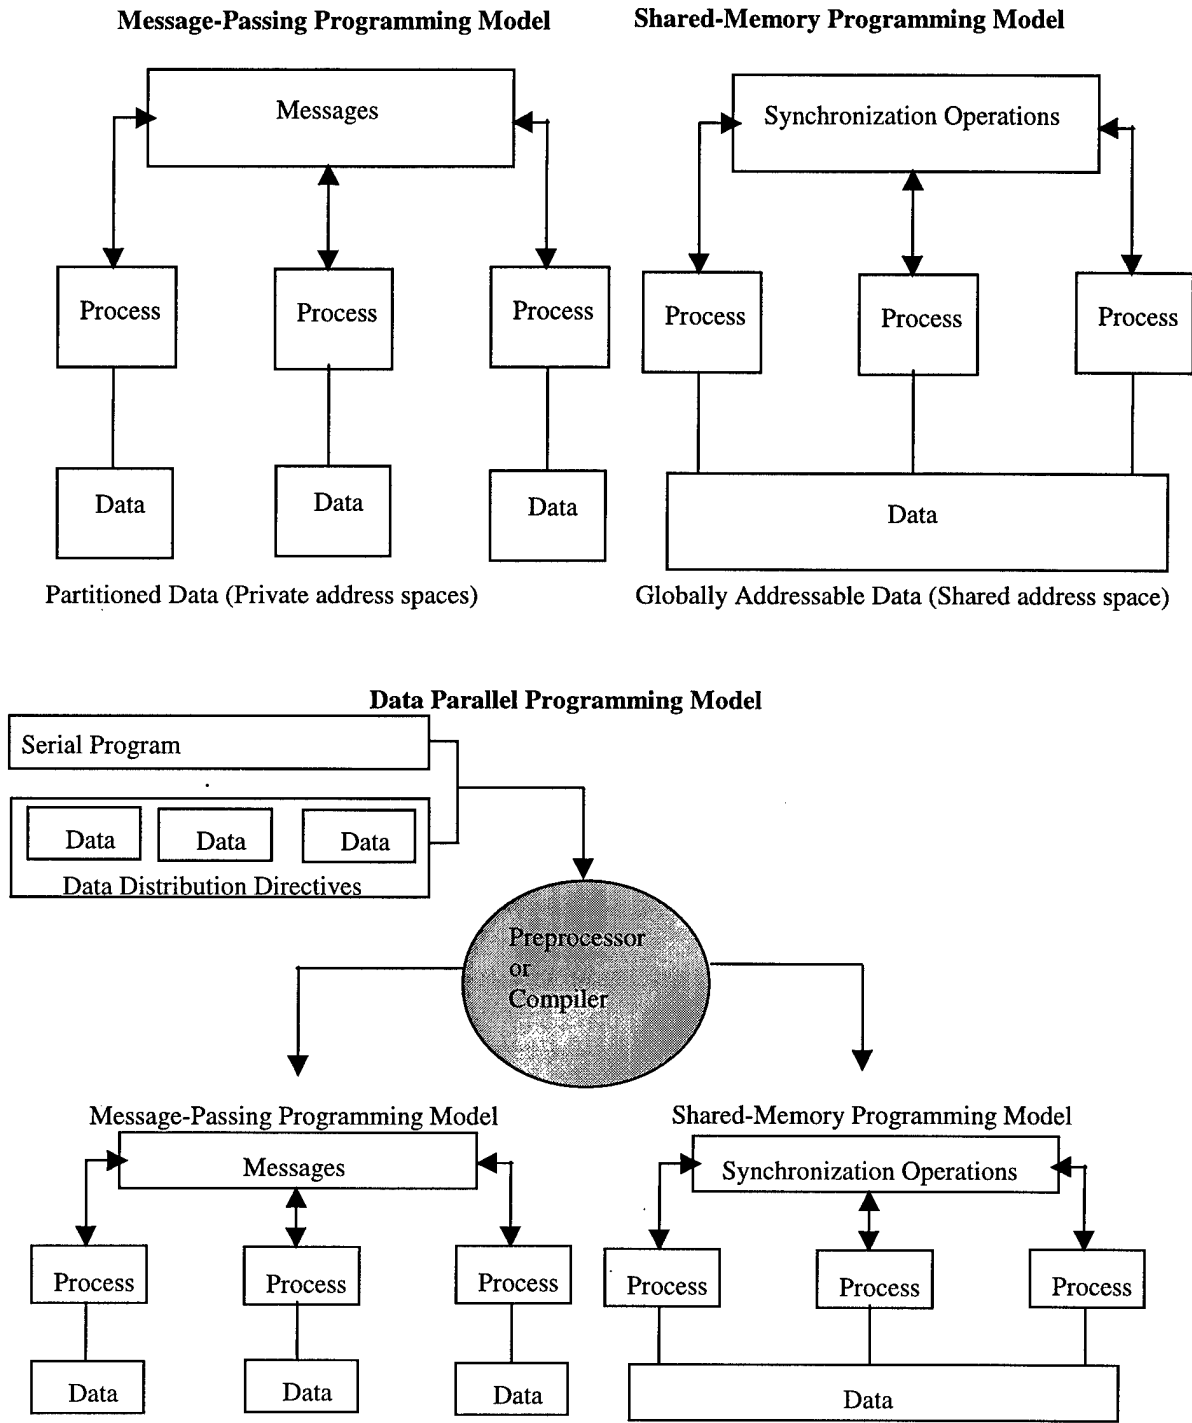 Message-Passing Programming Model
Shared-Memory Programming Model
Messages
Synchronization Operations
Process
Process
Process
Process
Process
Process
Data
Data
Data
Data
Partitioned Data (Private address spaces)
Globally Addressable Data (Shared address space)
Data Parallel Programming Model
Serial Program
Data
Data
Data
Data Distribution Directives
Preprocessor
or
Compiler
Message-Passing Programming Model
Shared-Memory Programming Model
Messages
Synchronization Operations
Process
Process
Process
Process
Process
Process
Data
Data
Data
Data